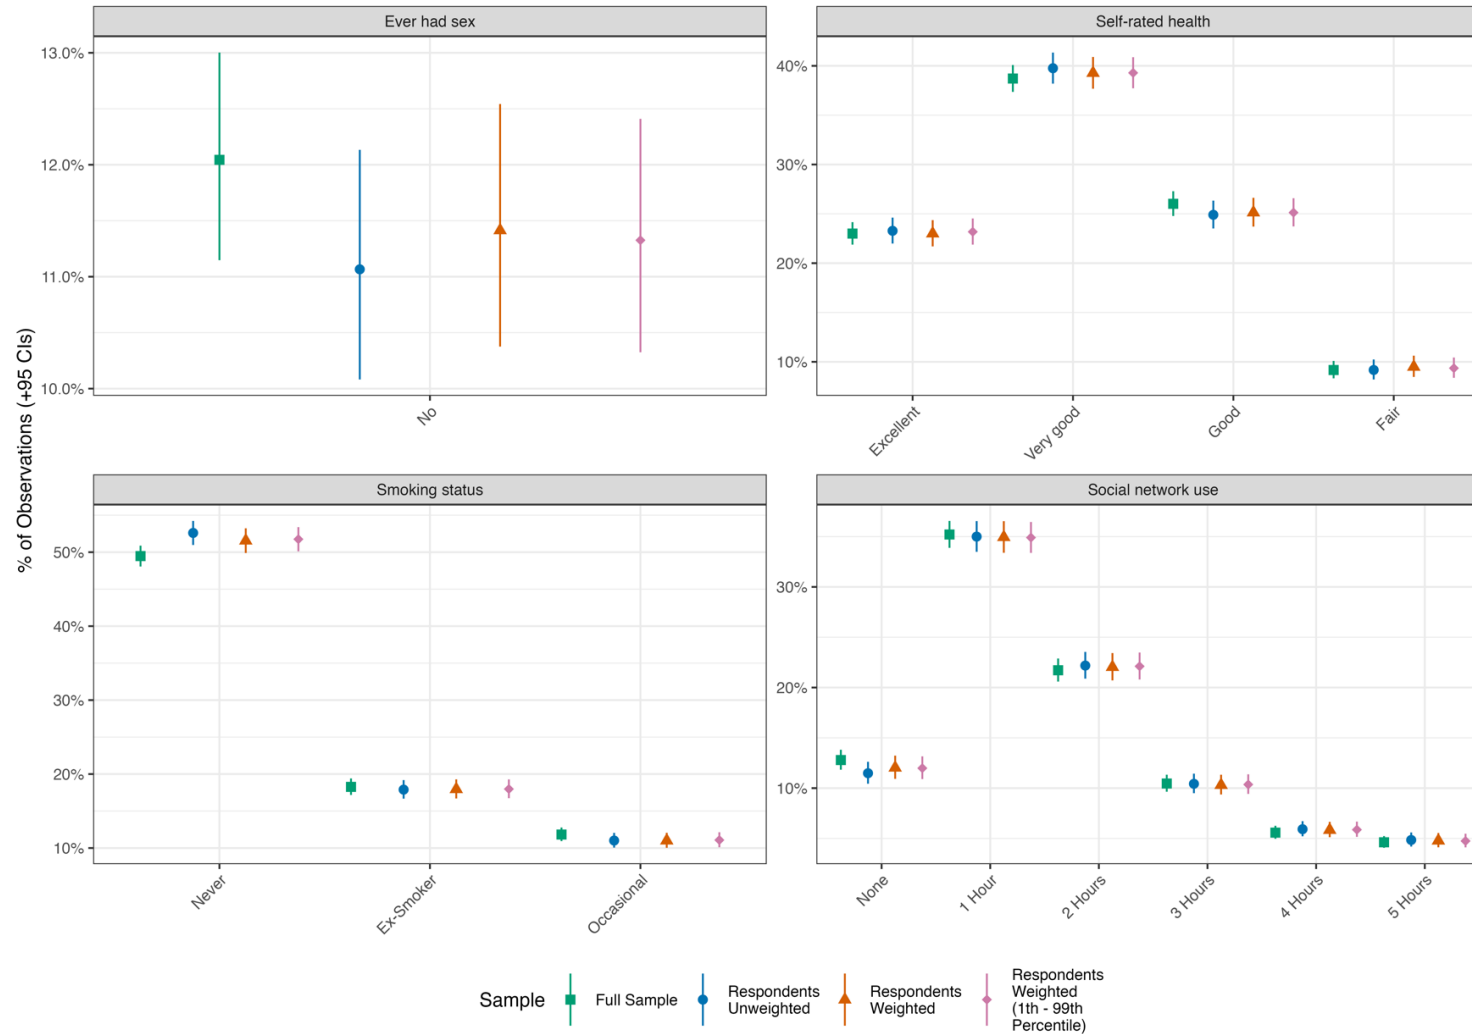 Ever had sex
Self-rated health
13.0%
12.0%
11.0%
10.0%
40%
30%
20%
10%
No
Excellent
Very good
Good
Fair
% of Observations (+95 CIs)
Smoking status
Social network use
50%
40%
30%
20%
10%
30%
20%
10%
Never
Ex-Smoker
Occasional
None
1 Hour
2 Hours
3 Hours
4 Hours
5 Hours
Sample
Full Sample
Respondents
Unweighted
Respondents
Weighted
Respondents
Weighted
(1th - 99th
Percentile)